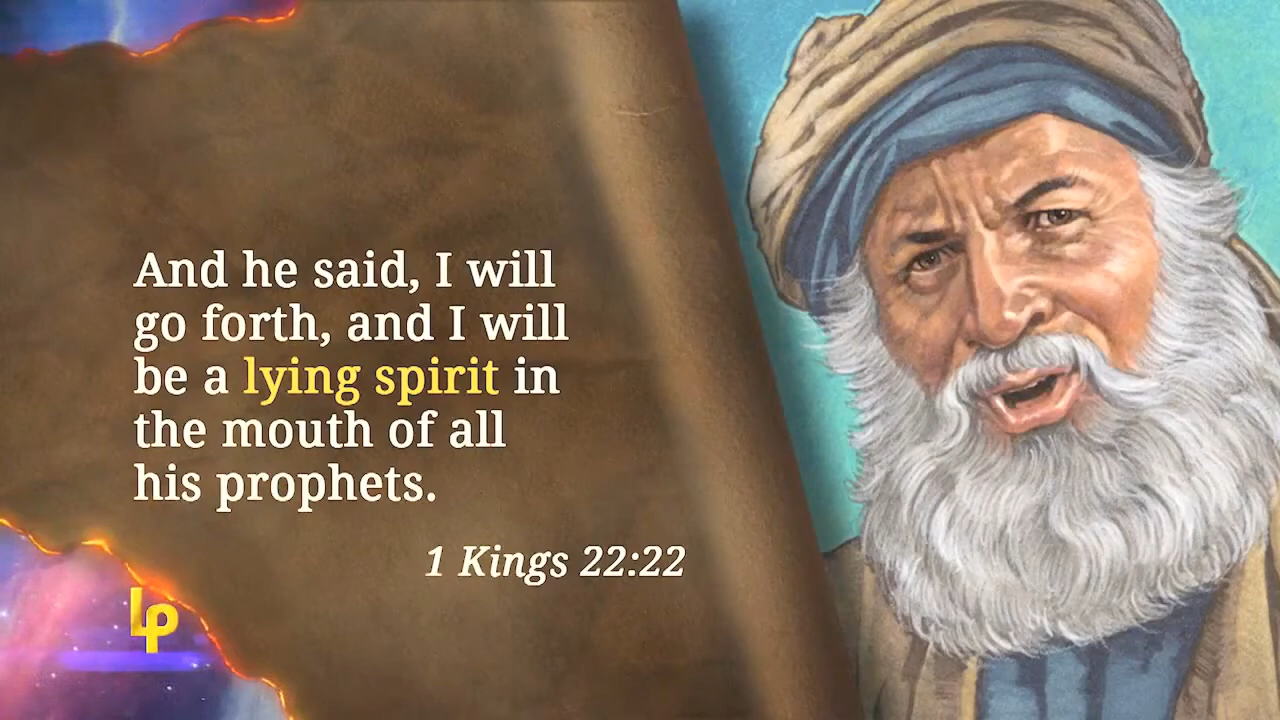 And he said, I will
go forth, and I will
be a lying spirit in
the mouth of all
his prophets.
1 Kings 22:22
LP